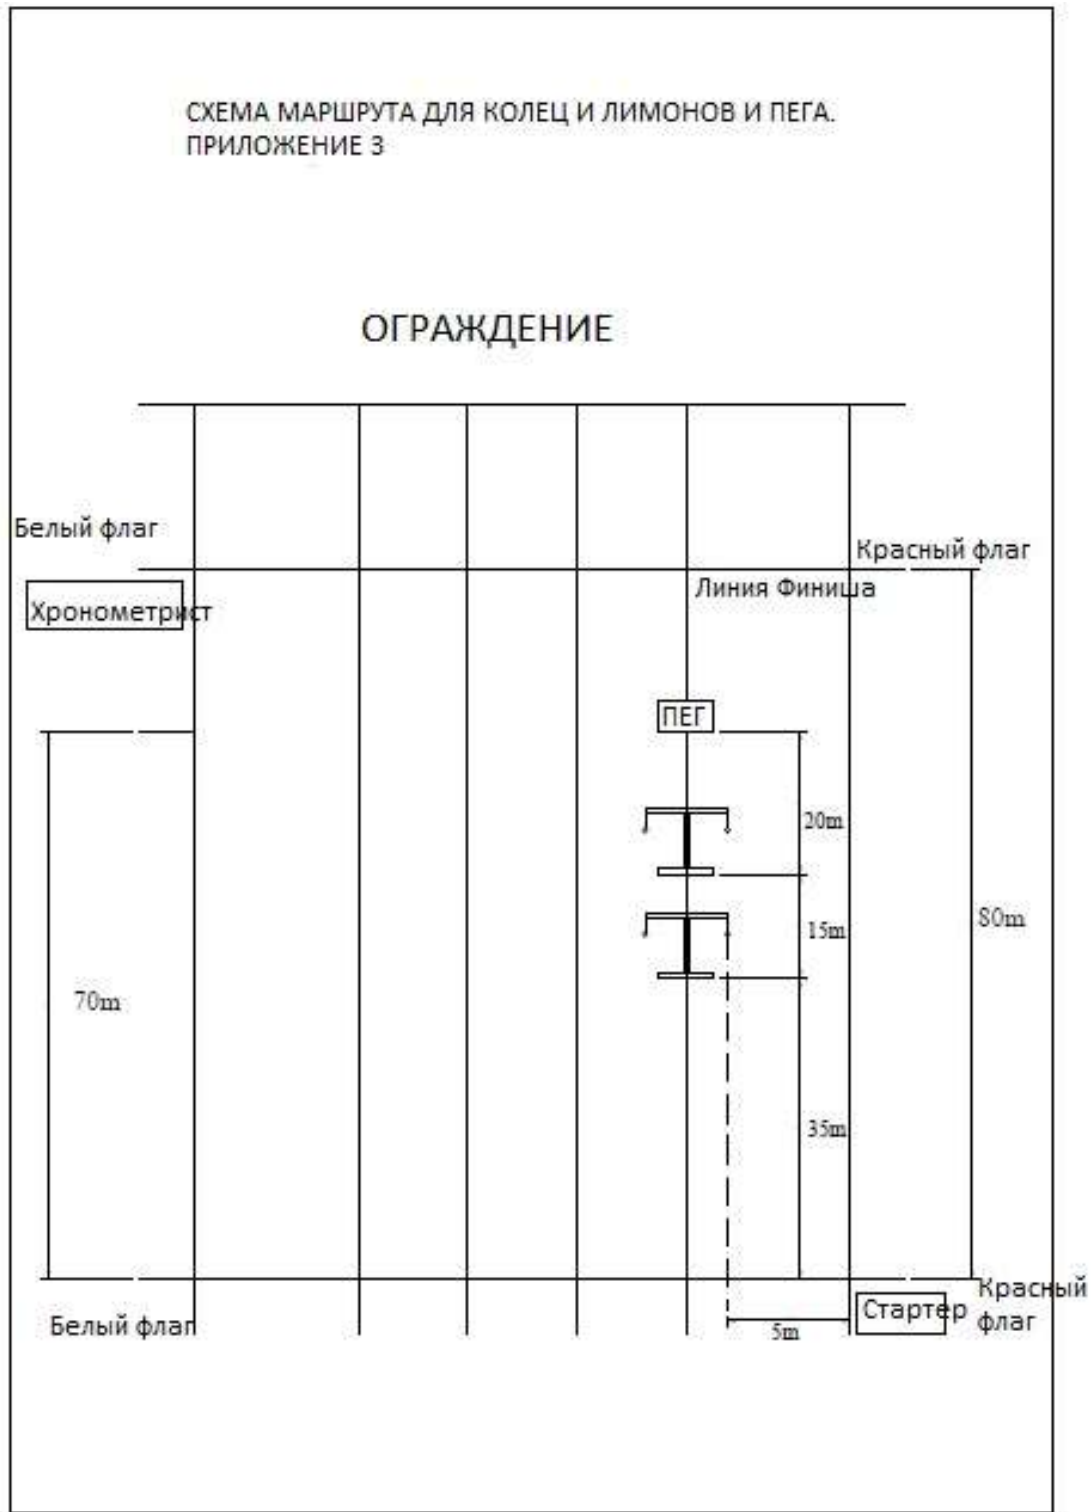 СХЕМА МАРШРУТА ДЛЯ КОЛЕЦ И ЛИМОНОВ И ПЕГА.
ПРИЛОЖЕНИЕ 3
ОГРАЖДЕНИЕ
Белый флаг
Красный флаг
Линия Финиша
Хронометрист
ПЕГ
20m
15m
80m
70m
35m
Красный
флаг
Стартер
Белый флаг
5m